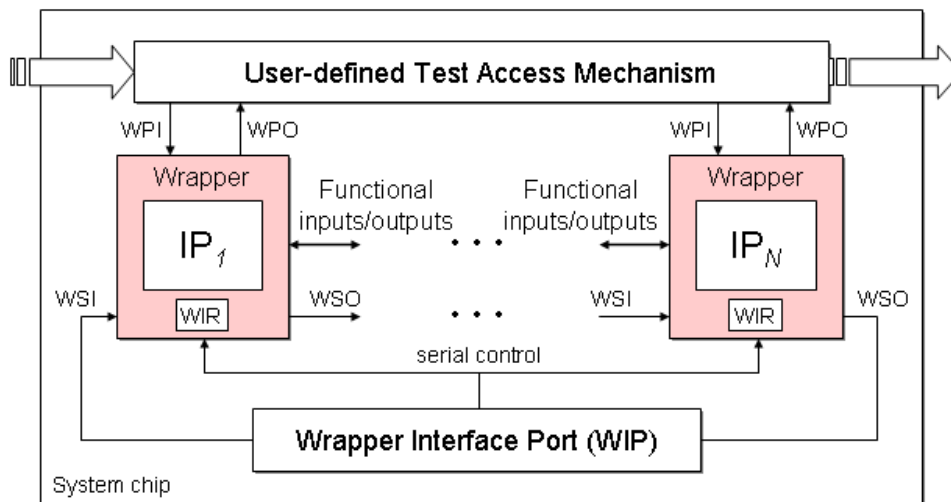 User-defined Test Access Mechanism
WPI
WPO
WPI
WPO
Wrapper
Wrapper
Functional
inputs/outputs
Functional
inputs/outputs
IP1
• • •
IPN
WSI
WSO
• • •
WSI
WSO
WIR
WIR
serial control
Wrapper Interface Port (WIP)
System chip